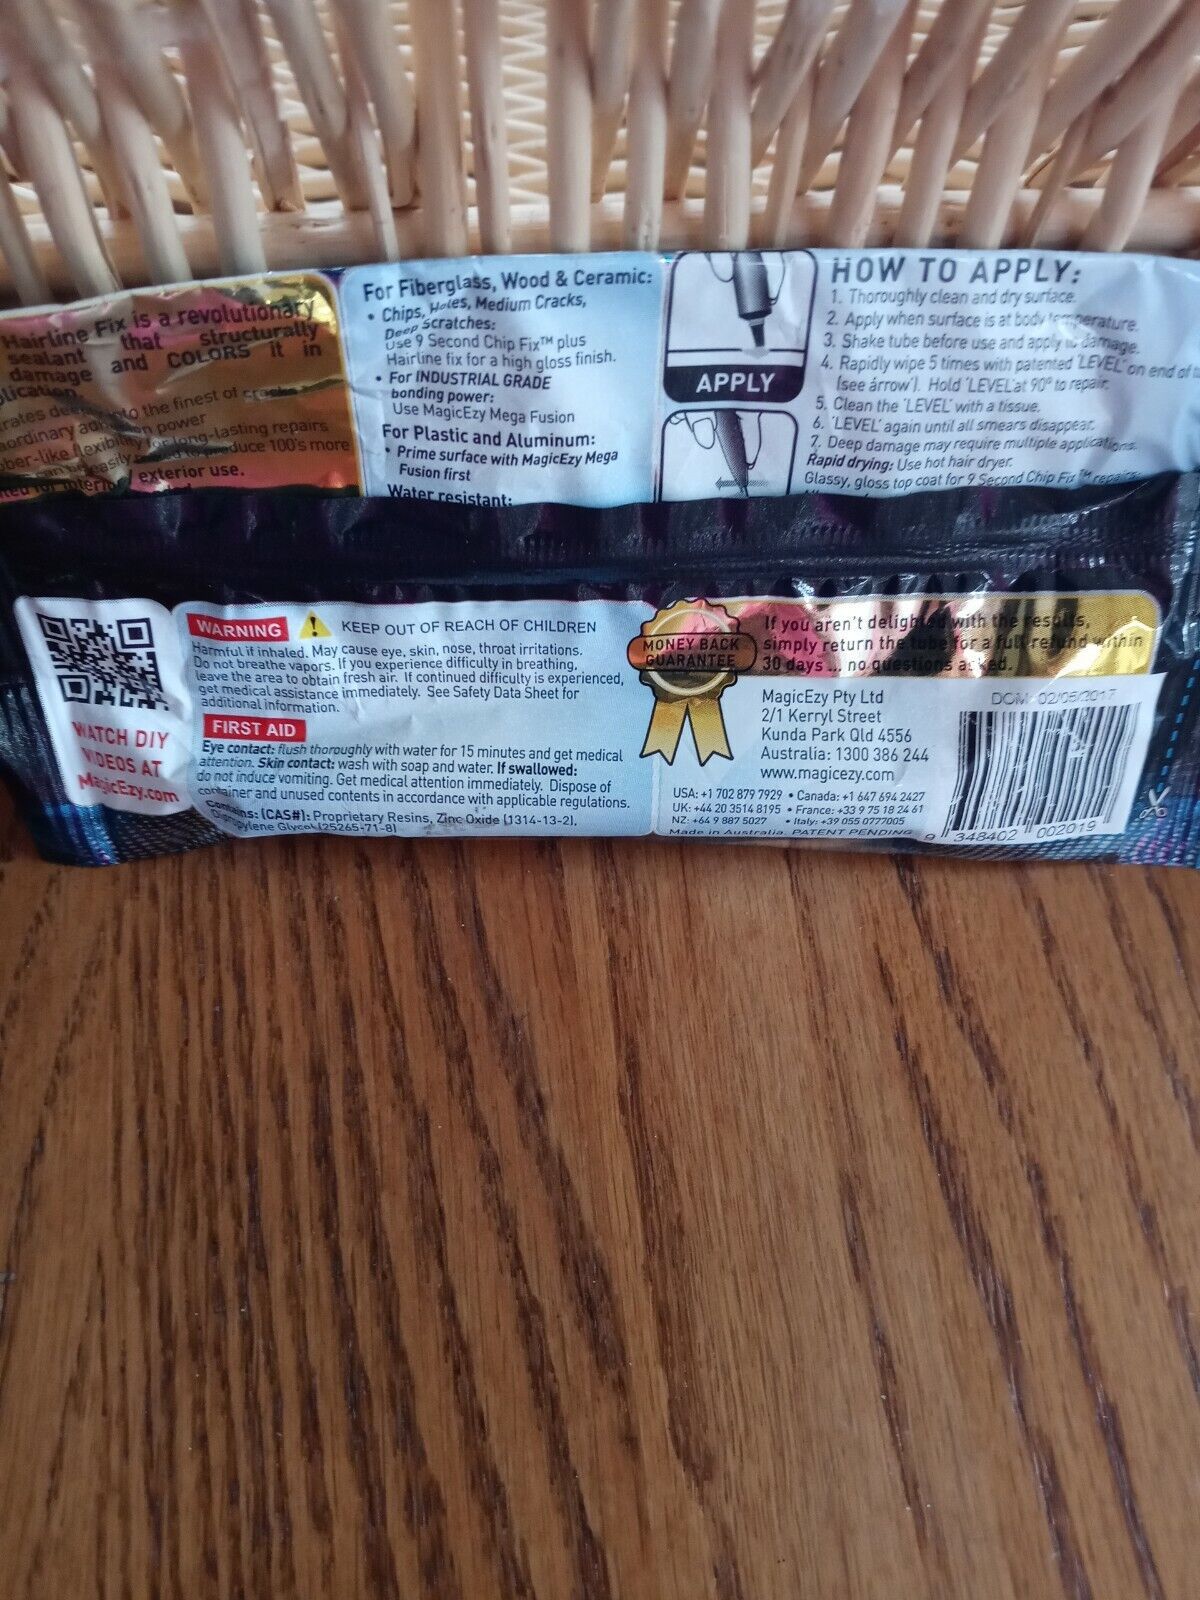 Hairline Fix is a revolutionary
sealant that structurally
damage and COLORS it in
to the finest of cracks
power
long-lasting repairs
100's more
exterior use.
For Fiberglass, Wood & Ceramic:
• Chips, Holes, Medium Cracks,
Deep Scratches:
Use 9 Second Chip Fix™ plus
Hairline fix for a high gloss finish.
• For INDUSTRIAL GRADE
bonding power:
Use MagicEzy Mega Fusion
For Plastic and Aluminum:
• Prime surface with MagicEzy Mega
Fusion first
Water resistant:
APPLY
HOW TO APPLY:
1. Thoroughly clean and dry surface.
2. Apply when surface is at body temperature.
3. Shake tube before use and apply to damage.
4. Rapidly wipe 5 times with patented 'LEVEL' on end of
(see arrow). Hold 'LEVEL' at 90° to repair.
5. Clean the 'LEVEL' with a tissue.
6. 'LEVEL' again until all smears disappear.
7. Deep damage may require multiple applications.
Rapid drying: Use hot hair dryer.
Glassy, gloss top coat for 9 Second Chip Fix™ repairs:
WATCH DIY
VIDEOS AT
MagicEzy.com
WARNING ! KEEP OUT OF REACH OF CHILDREN
Harmful if inhaled. May cause eye, skin, nose, throat irritations.
Do not breathe vapors. If you experience difficulty in breathing,
leave the area to obtain fresh air. If continued difficulty is experienced,
get medical assistance immediately. See Safety Data Sheet for
additional information.
FIRST AID
Eye contact: flush thoroughly with water for 15 minutes and get medical
attention. Skin contact: wash with soap and water. If swallowed:
do not induce vomiting. Get medical attention immediately. Dispose of
container and unused contents in accordance with applicable regulations.
Contains: (CAS#): Proprietary Resins, Zinc Oxide [1314-13-2],
Dipropylene Glycol [25265-71-8]
MONEY BACK
GUARANTEE
If you aren't delighted with the results,
simply return the tube for a full refund within
30 days ... no questions asked.
MagicEzy Pty Ltd
2/1 Kerryl Street
Kunda Park Qld 4556
Australia: 1300 386 244
www.magicezy.com
USA: +1 702 879 7929 • Canada: +1 647 694 2427
UK: +44 20 3514 8195 • France: +33 9 75 18 24 61
NZ: +64 9 887 5027 • Italy: +39 055 0777005
Made in Australia. PATENT PENDING
DOM: 02/05/2017
9 348402 002019